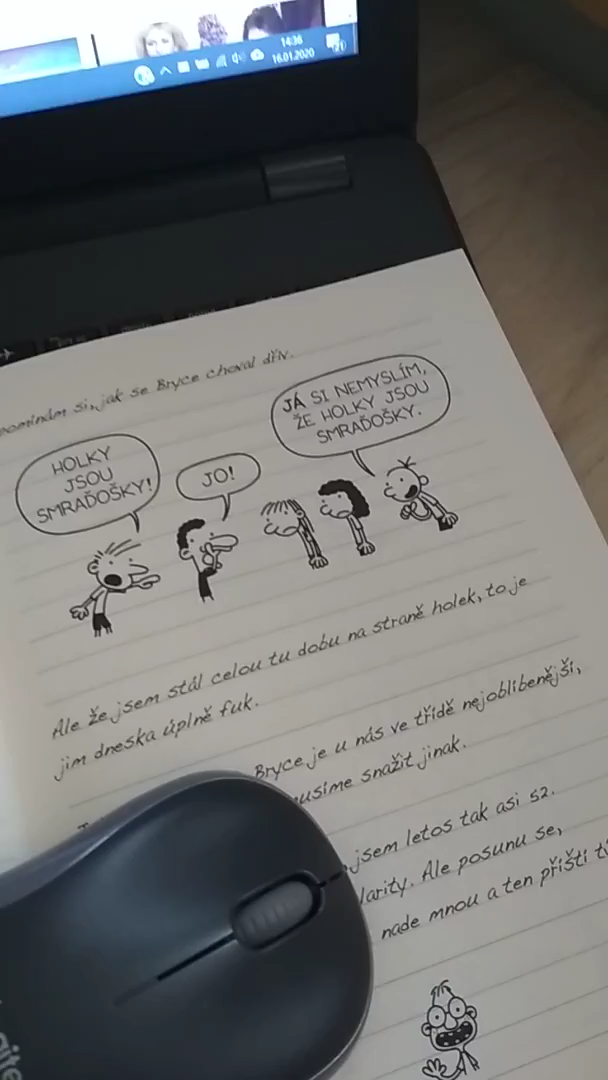 14:36
16.01.2020
si, jak se Bryce choval dřív.
HOLKY
JSOU
SMRAĎOŠKY!
JO!
JÁ SI NEMYSLÍM,
ŽE HOLKY JSOU
SMRAĎOŠKY.
Ale že jsem stál celou tu dobu na straně holek, to je
jim dneska úplně fuk.
Bryce je u nás ve třídě nejoblíbenější,
snažit jinak.
jsem letos tak asi 52.
Ale posunu se,
nade mnou a ten příští